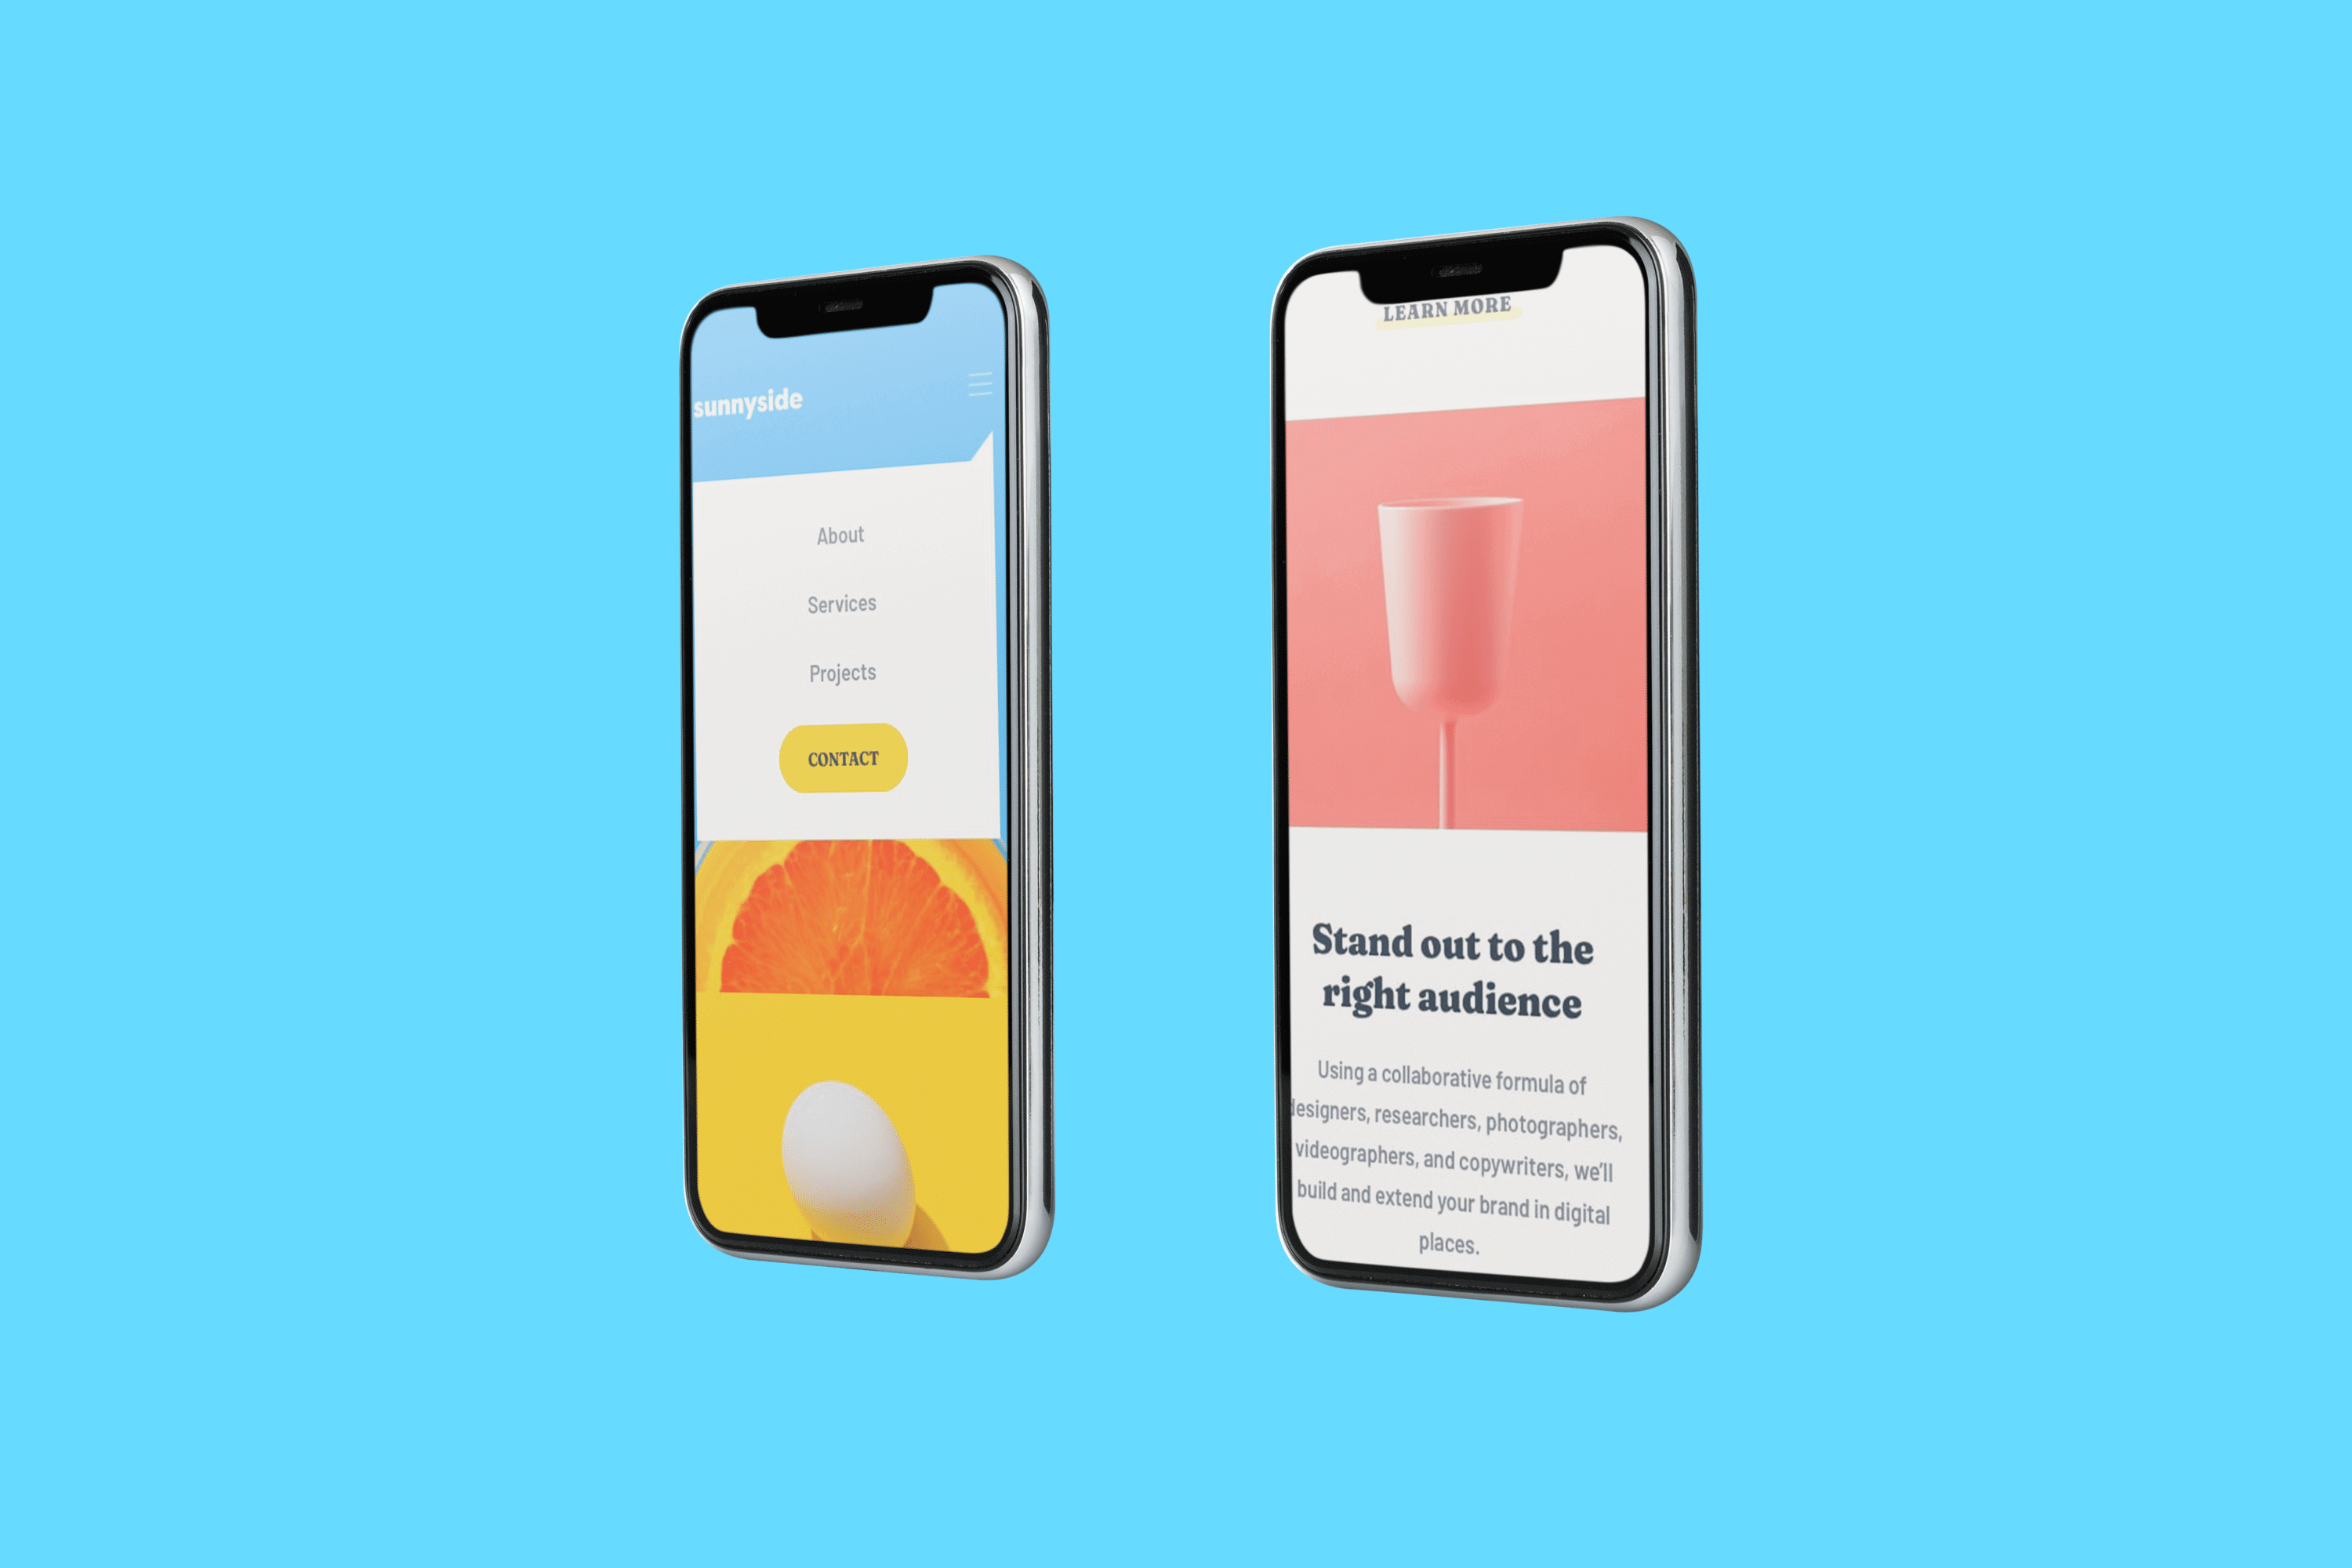 sunnyside
About
Services
Projects
CONTACT
LEARN MORE
Stand out to the
right audience
Using a collaborative formula of
designers, researchers, photographers,
videographers, and copywriters, we'll
build and extend your brand in digital
places.